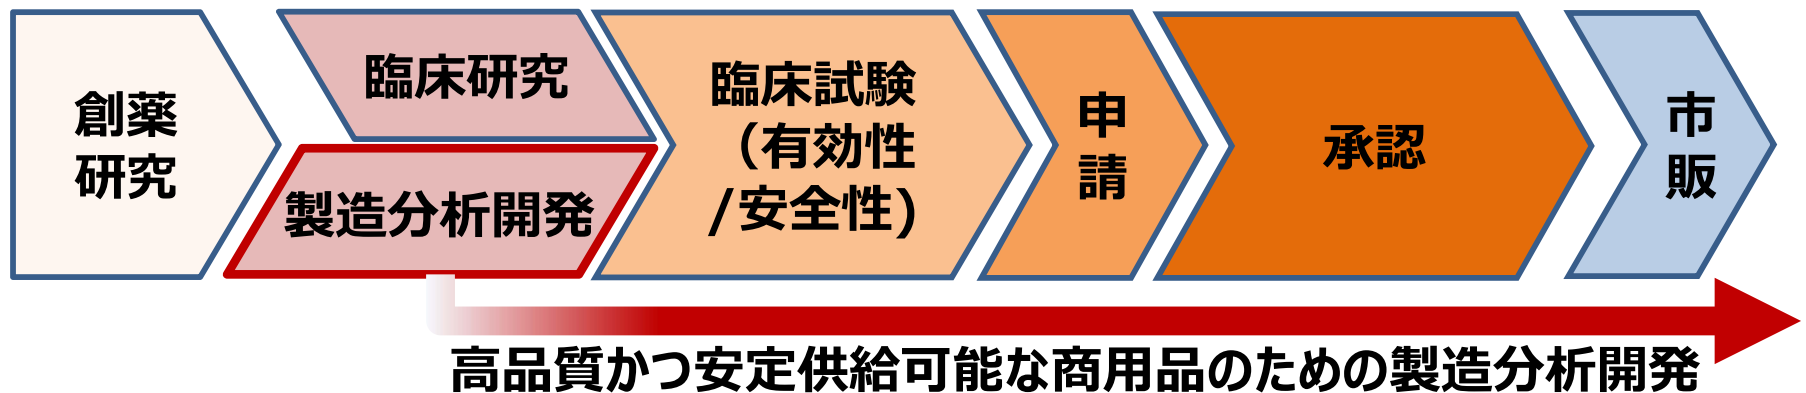 創薬
研究
臨床研究
製造分析開発
臨床試験
（有効性
/安全性)
申
請
承認
市
販
高品質かつ安定供給可能な商用品のための製造分析開発